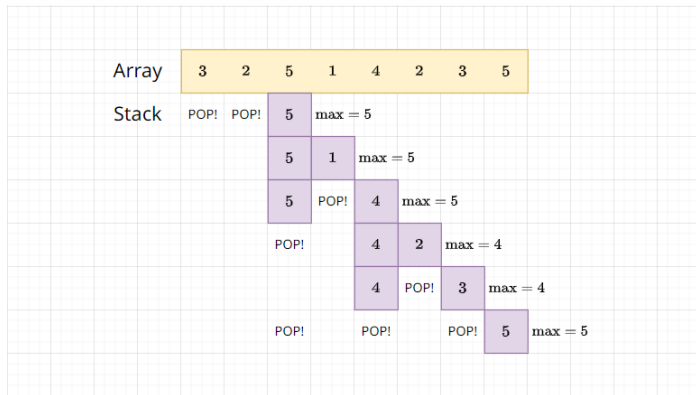 Array 3 2 5 1 4 2 3 5
Stack POP! POP! 5 max = 5
5 1 max = 5
5 POP! 4 max = 5
POP! 4 2 max = 4
4 POP! 3 max = 4
POP! POP! POP! 5 max = 5